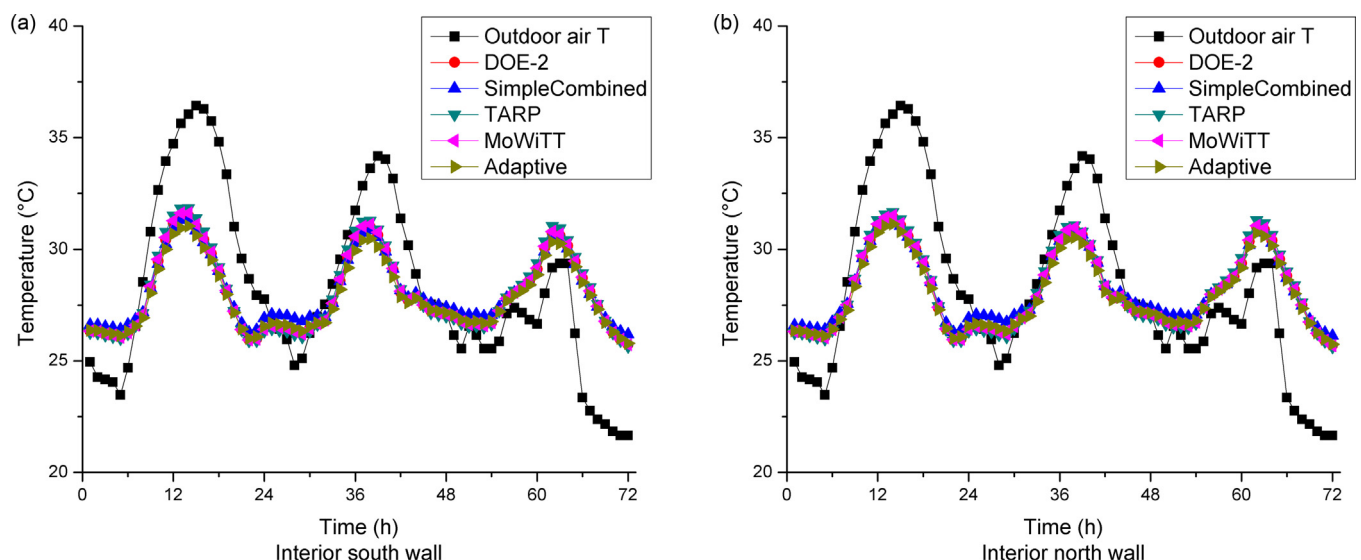 (a)
40
35
30
25
20
Temperature (°C)
Outdoor air T
DOE-2
SimpleCombined
TARP
MoWiTT
Adaptive
0 12 24 36 48 60 72
Time (h)
Interior south wall
(b)
40
35
30
25
20
Temperature (°C)
Outdoor air T
DOE-2
SimpleCombined
TARP
MoWiTT
Adaptive
0 12 24 36 48 60 72
Time (h)
Interior north wall